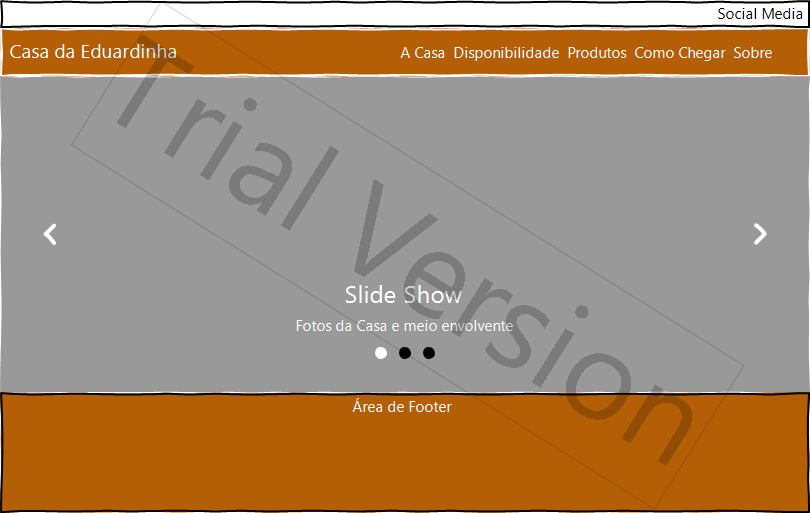 Social Media
Casa da Eduardinha
A Casa Disponibilidade Produtos Como Chegar Sobre
Trial Version
Slide Show
Fotos da Casa e meio envolvente
Área de Footer